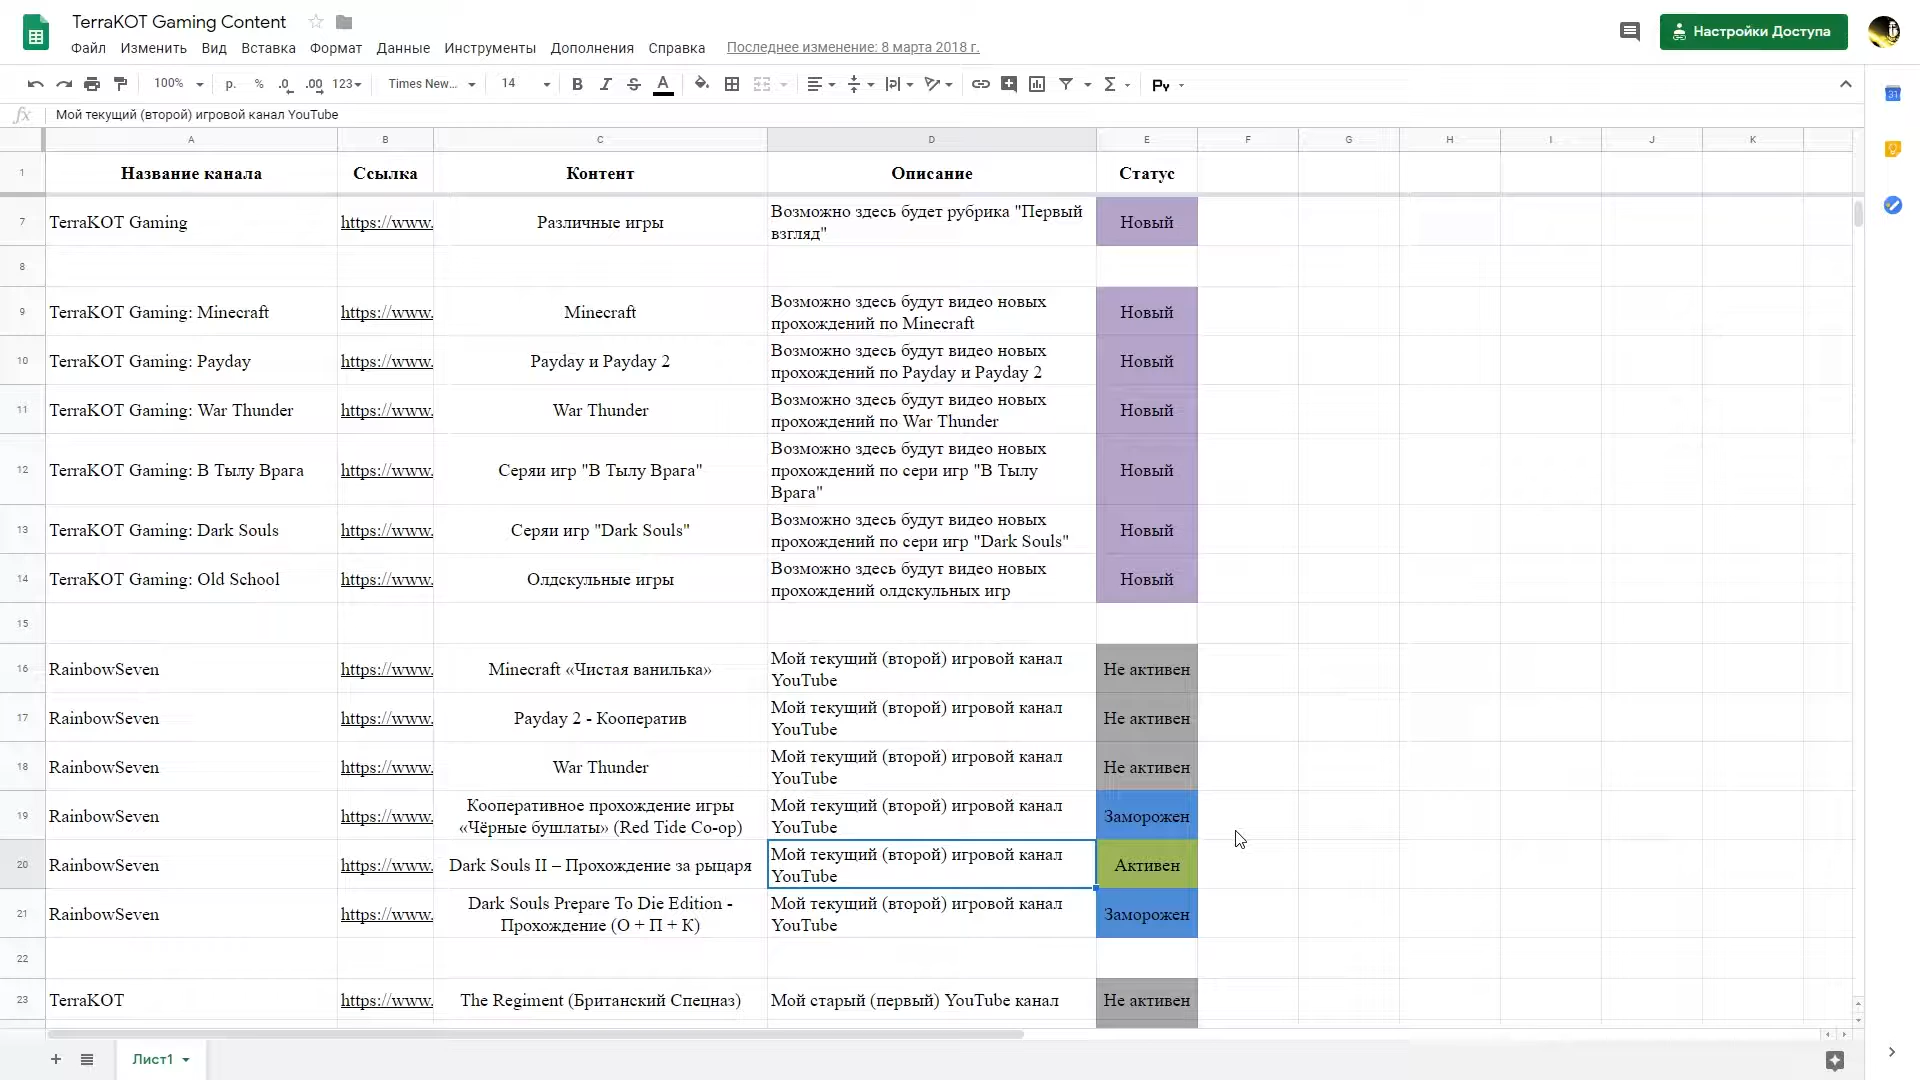 TerraKOT Gaming Content
Файл Изменить Вид Вставка Формат Данные Инструменты Дополнения Справка Последнее изменение: 8 марта 2018 г.
Настройки Доступа
100% р. % .0 .00 123 Times New... 14 B I S A Σ Ру
fx Мой текущий (второй) игровой канал YouTube
A B C D E F G H I J K
1 Название канала Ссылка Контент Описание Статус
7 TerraKOT Gaming https://www. Различные игры Возможно здесь будет рубрика "Первый
взгляд" Новый
8
9 TerraKOT Gaming: Minecraft https://www. Minecraft Возможно здесь будут видео новых
прохождений по Minecraft Новый
10 TerraKOT Gaming: Payday https://www. Payday и Payday 2 Возможно здесь будут видео новых
прохождений по Payday и Payday 2 Новый
11 TerraKOT Gaming: War Thunder https://www. War Thunder Возможно здесь будут видео новых
прохождений по War Thunder Новый
12 TerraKOT Gaming: В Тылу Врага https://www. Серяи игр "В Тылу Врага" Возможно здесь будут видео новых
прохождений по сери игр "В Тылу
Врага" Новый
13 TerraKOT Gaming: Dark Souls https://www. Серяи игр "Dark Souls" Возможно здесь будут видео новых
прохождений по сери игр "Dark Souls" Новый
14 TerraKOT Gaming: Old School https://www. Олдскульные игры Возможно здесь будут видео новых
прохождений олдскульных игр Новый
15
16 RainbowSeven https://www. Minecraft «Чистая ванилька» Мой текущий (второй) игровой канал
YouTube Не активен
17 RainbowSeven https://www. Payday 2 - Кооператив Мой текущий (второй) игровой канал
YouTube Не активен
18 RainbowSeven https://www. War Thunder Мой текущий (второй) игровой канал
YouTube Не активен
19 RainbowSeven https://www. Кооперативное прохождение игры
«Чёрные бушлаты» (Red Tide Co-op) Мой текущий (второй) игровой канал
YouTube Заморожен
20 RainbowSeven https://www. Dark Souls II – Прохождение за рыцаря Мой текущий (второй) игровой канал
YouTube Активен
21 RainbowSeven https://www. Dark Souls Prepare To Die Edition -
Прохождение (О + П + К) Мой текущий (второй) игровой канал
YouTube Заморожен
22
23 TerraKOT https://www. The Regiment (Британский Спецназ) Мой старый (первый) YouTube канал Не активен
Лист1